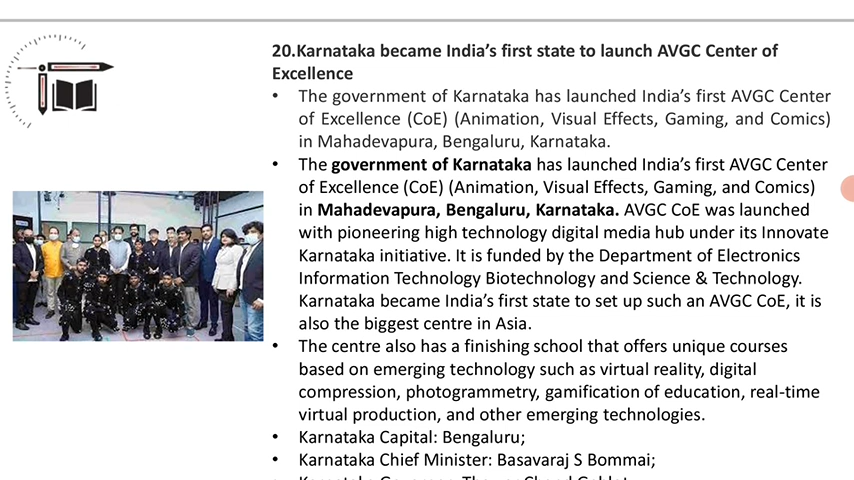 20.Karnataka became India's first state to launch AVGC Center of
Excellence
• The government of Karnataka has launched India's first AVGC Center
of Excellence (CoE) (Animation, Visual Effects, Gaming, and Comics)
in Mahadevapura, Bengaluru, Karnataka.
• The government of Karnataka has launched India's first AVGC Center
of Excellence (CoE) (Animation, Visual Effects, Gaming, and Comics)
in Mahadevapura, Bengaluru, Karnataka. AVGC CoE was launched
with pioneering high technology digital media hub under its Innovate
Karnataka initiative. It is funded by the Department of Electronics
Information Technology Biotechnology and Science & Technology.
Karnataka became India's first state to set up such an AVGC CoE, it is
also the biggest centre in Asia.
• The centre also has a finishing school that offers unique courses
based on emerging technology such as virtual reality, digital
compression, photogrammetry, gamification of education, real-time
virtual production, and other emerging technologies.
• Karnataka Capital: Bengaluru;
• Karnataka Chief Minister: Basavaraj S Bommai;